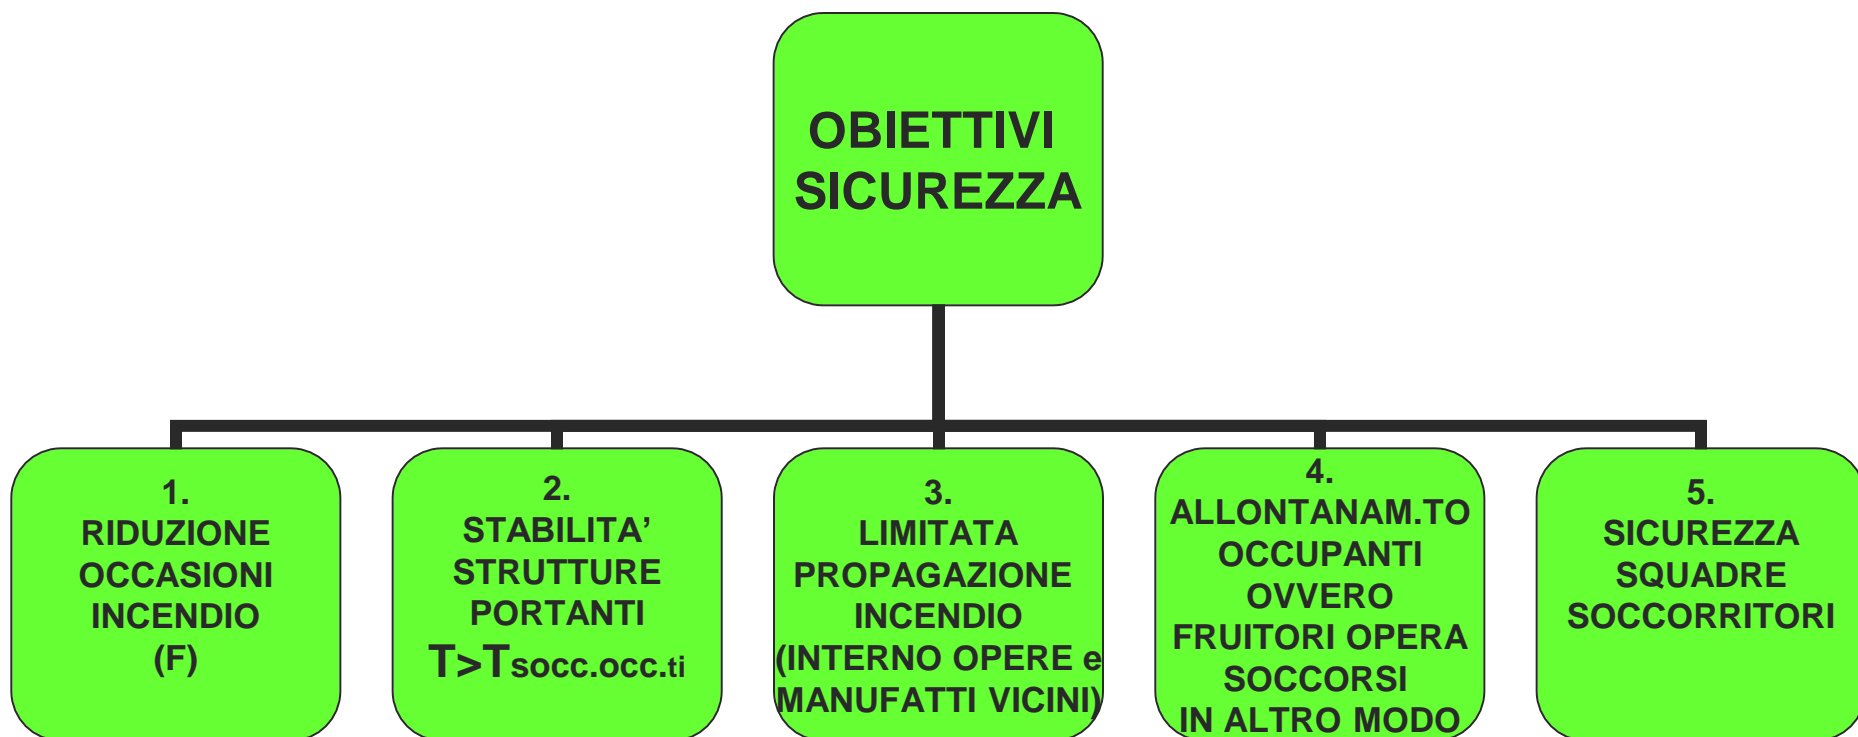 OBIETTIVI
SICUREZZA
1.
RIDUZIONE
OCCASIONI
INCENDIO
(F)
2.
STABILITA’
STRUTTURE
PORTANTI
T>Tsocc.occ.ti
3.
LIMITATA
PROPAGAZIONE
INCENDIO
(INTERNO OPERE e
MANUFATTI VICINI)
4.
ALLONTANAM.TO
OCCUPANTI
OVVERO
FRUITORI OPERA
SOCCORSI
IN ALTRO MODO
5.
SICUREZZA
SQUADRE
SOCCORRITORI